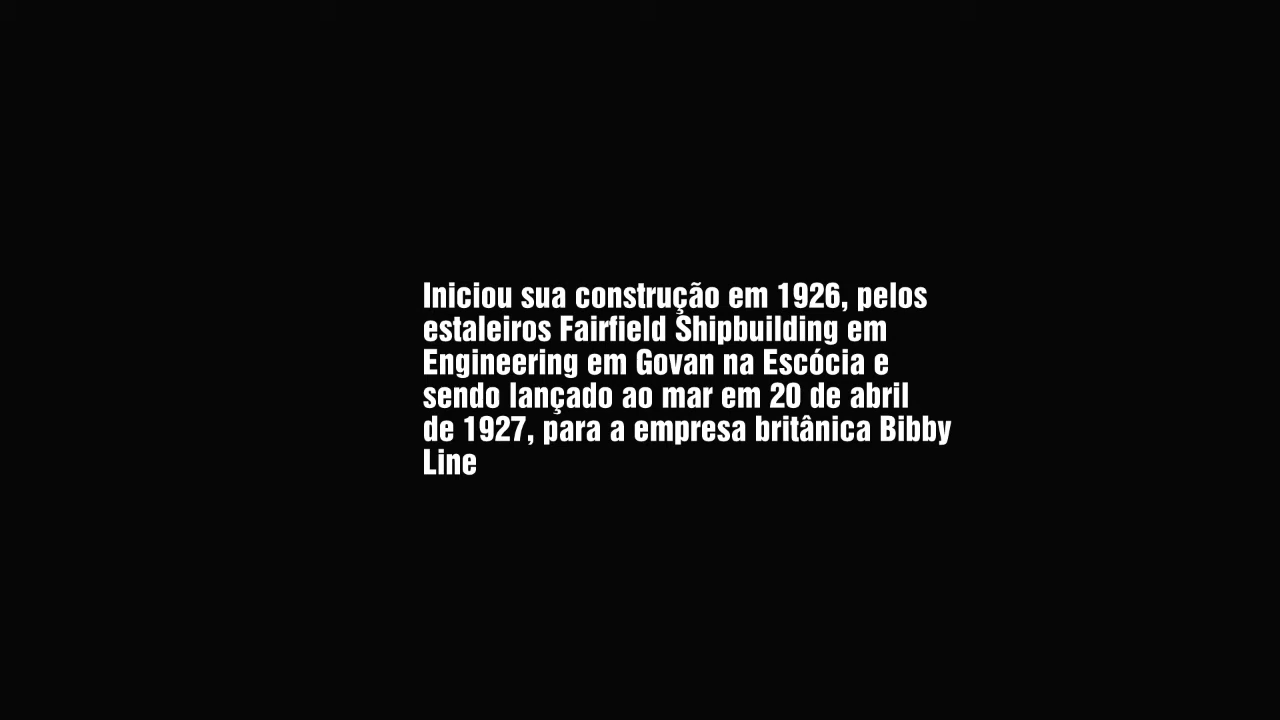 Iniciou sua construção em 1926, pelos
estaleiros Fairfield Shipbuilding em
Engineering em Govan na Escócia e
sendo lançado ao mar em 20 de abril
de 1927, para a empresa britânica Bibby
Line